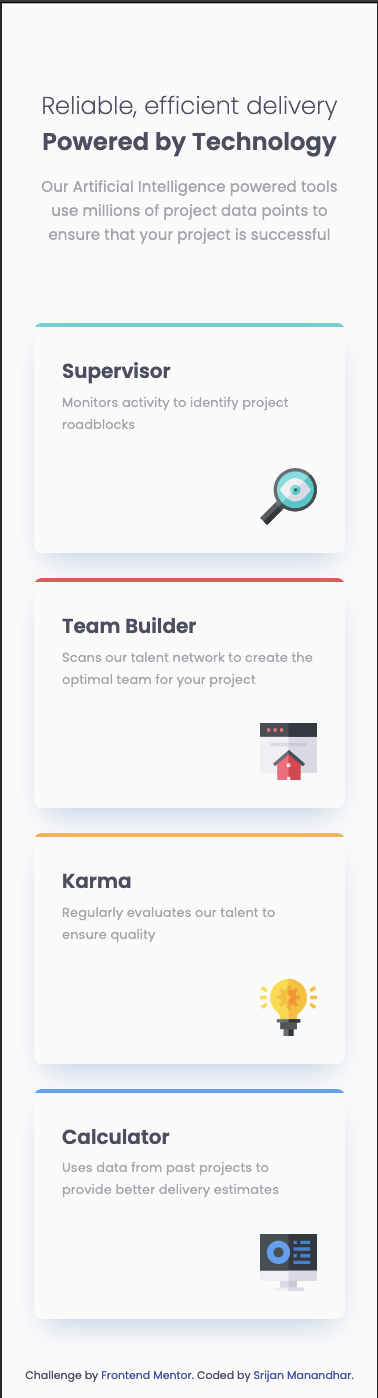 Reliable, efficient delivery
Powered by Technology
Our Artificial Intelligence powered tools
use millions of project data points to
ensure that your project is successful
Supervisor
Monitors activity to identify project
roadblocks
Team Builder
Scans our talent network to create the
optimal team for your project
Karma
Regularly evaluates our talent to
ensure quality
Calculator
Uses data from past projects to
provide better delivery estimates
Challenge by Frontend Mentor. Coded by Srijan Manandhar.